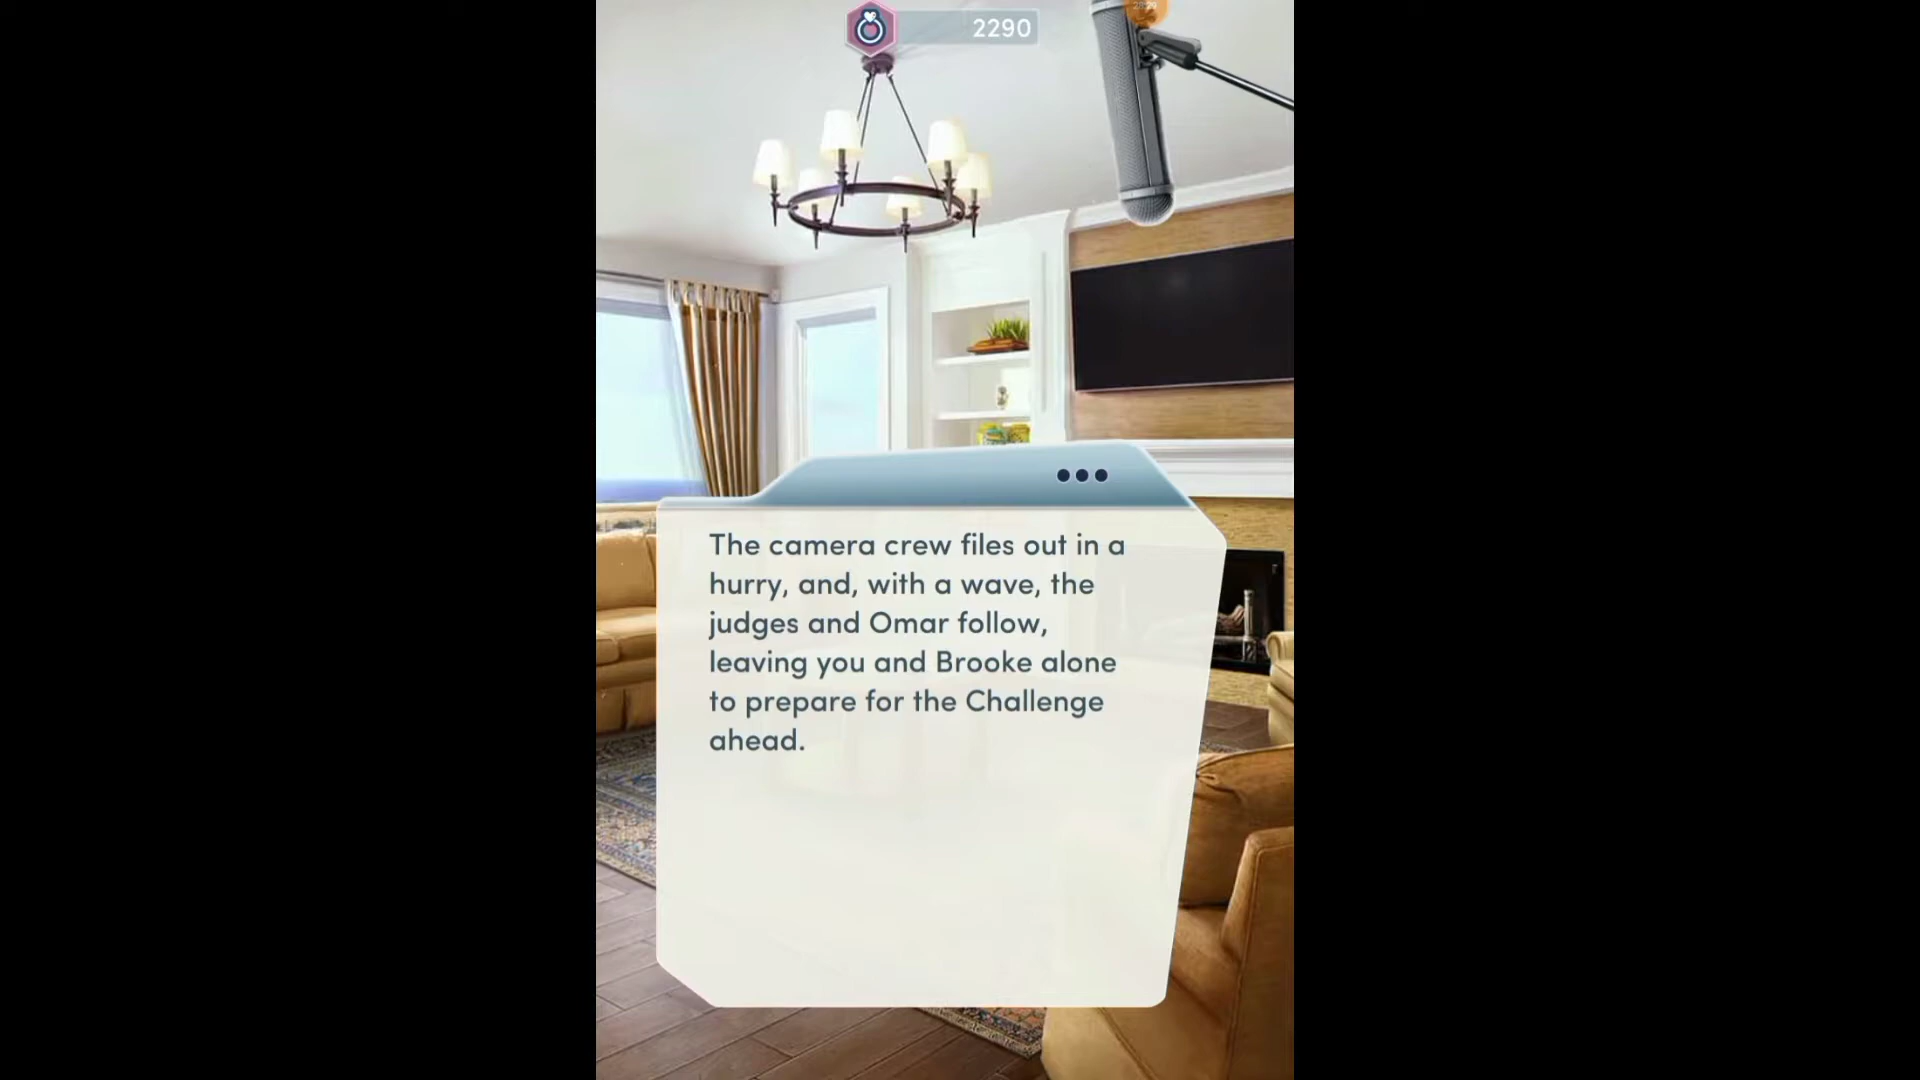 2290
The camera crew files out in a
hurry, and, with a wave, the
judges and Omar follow,
leaving you and Brooke alone
to prepare for the Challenge
ahead.